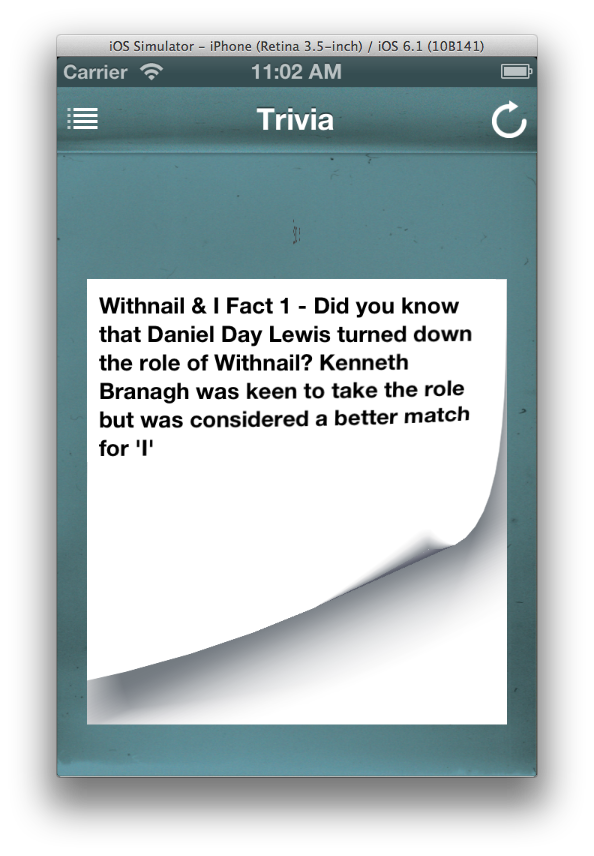 iOS Simulator – iPhone (Retina 3.5-inch) / iOS 6.1 (10B141)
Carrier 11:02 AM
Trivia
Withnail & I Fact 1 - Did you know
that Daniel Day Lewis turned down
the role of Withnail? Kenneth
Branagh was keen to take the role
but was considered a better match
for 'I'